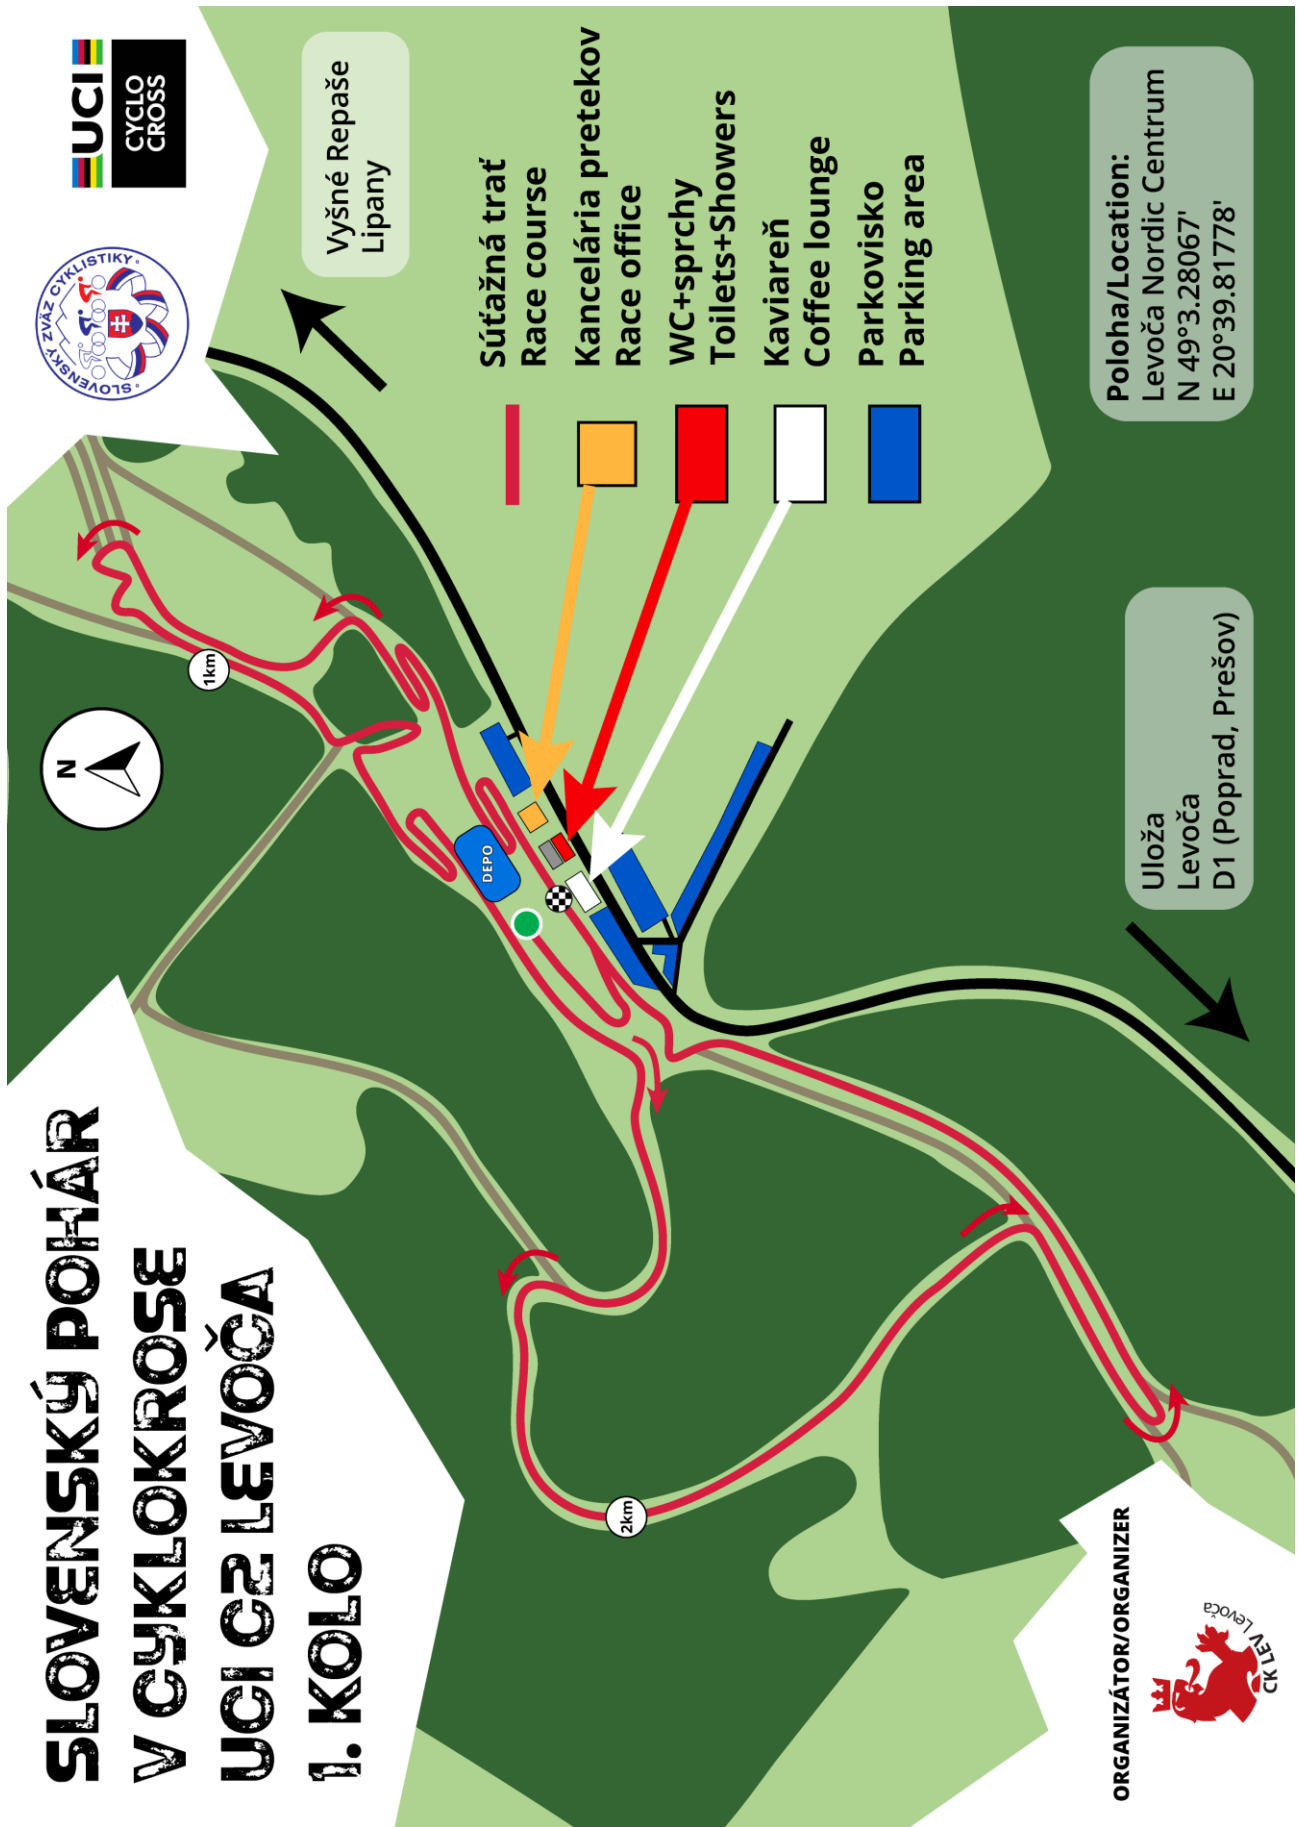 SLOVENSKÝ POHÁR
V CYKLOKROSE
UCI C2 LEVOČA
1. KOLO
SLOVENSKÝ ZVÄZ CYKLISTIKY
UCI
CYCLO
CROSS
N
Vyšné Repaše
Lipany
1km
2km
DEPO
Súťažná trať
Race course
Kancelária pretekov
Race office
WC+sprchy
Toilets+Showers
Kaviareň
Coffee lounge
Parkovisko
Parking area
Uloža
Levoča
D1 (Poprad, Prešov)
Poloha/Location:
Levoča Nordic Centrum
N 49°3.28067'
E 20°39.81778'
ORGANIZÁTOR/ORGANIZER
CK LEV Levoča